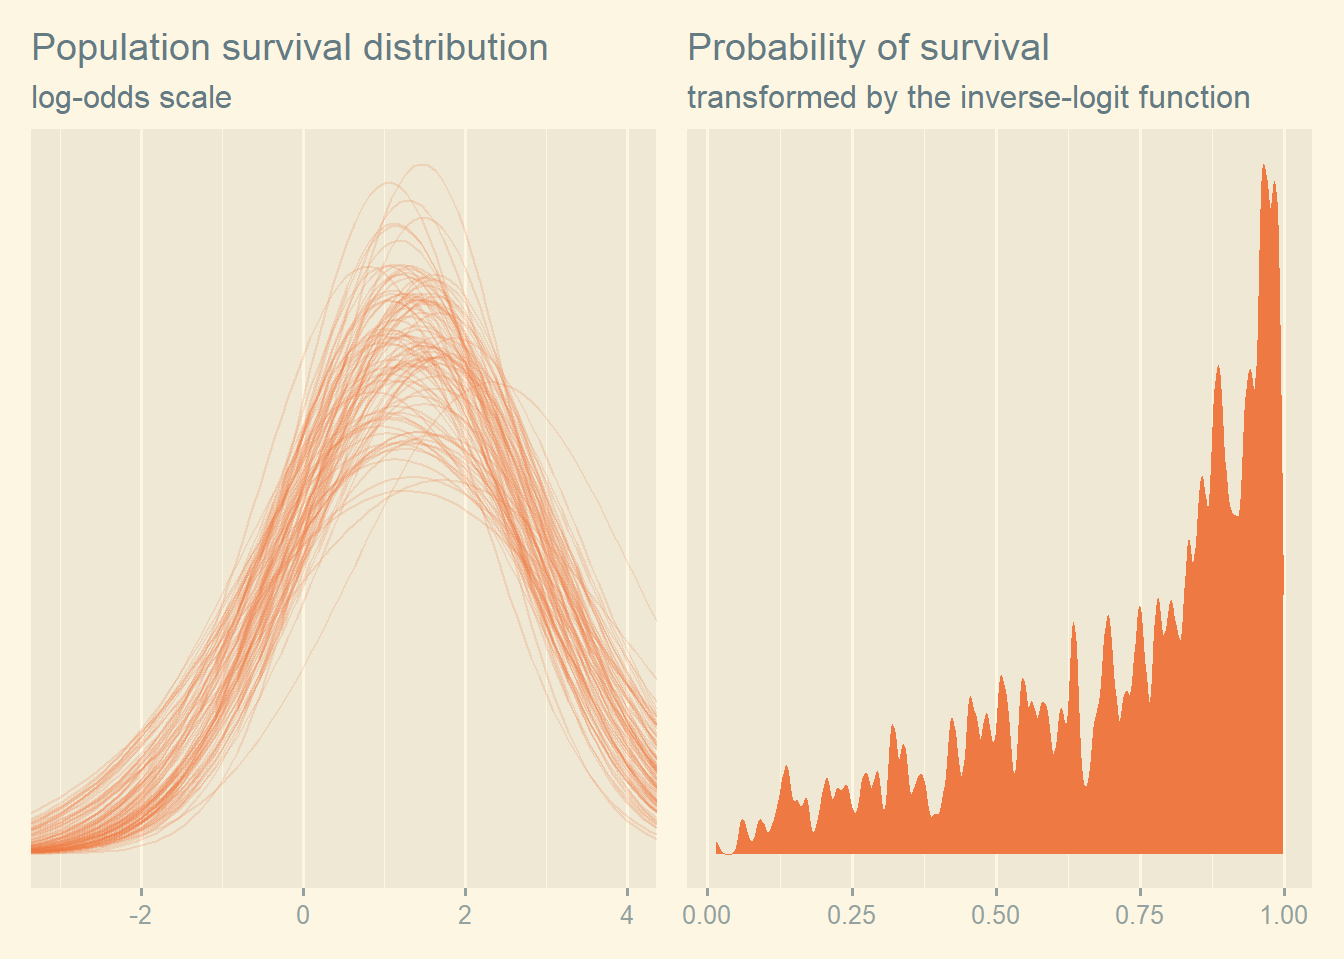 Population survival distribution
log-odds scale
-2 0 2 4
Probability of survival
transformed by the inverse-logit function
0.00 0.25 0.50 0.75 1.00